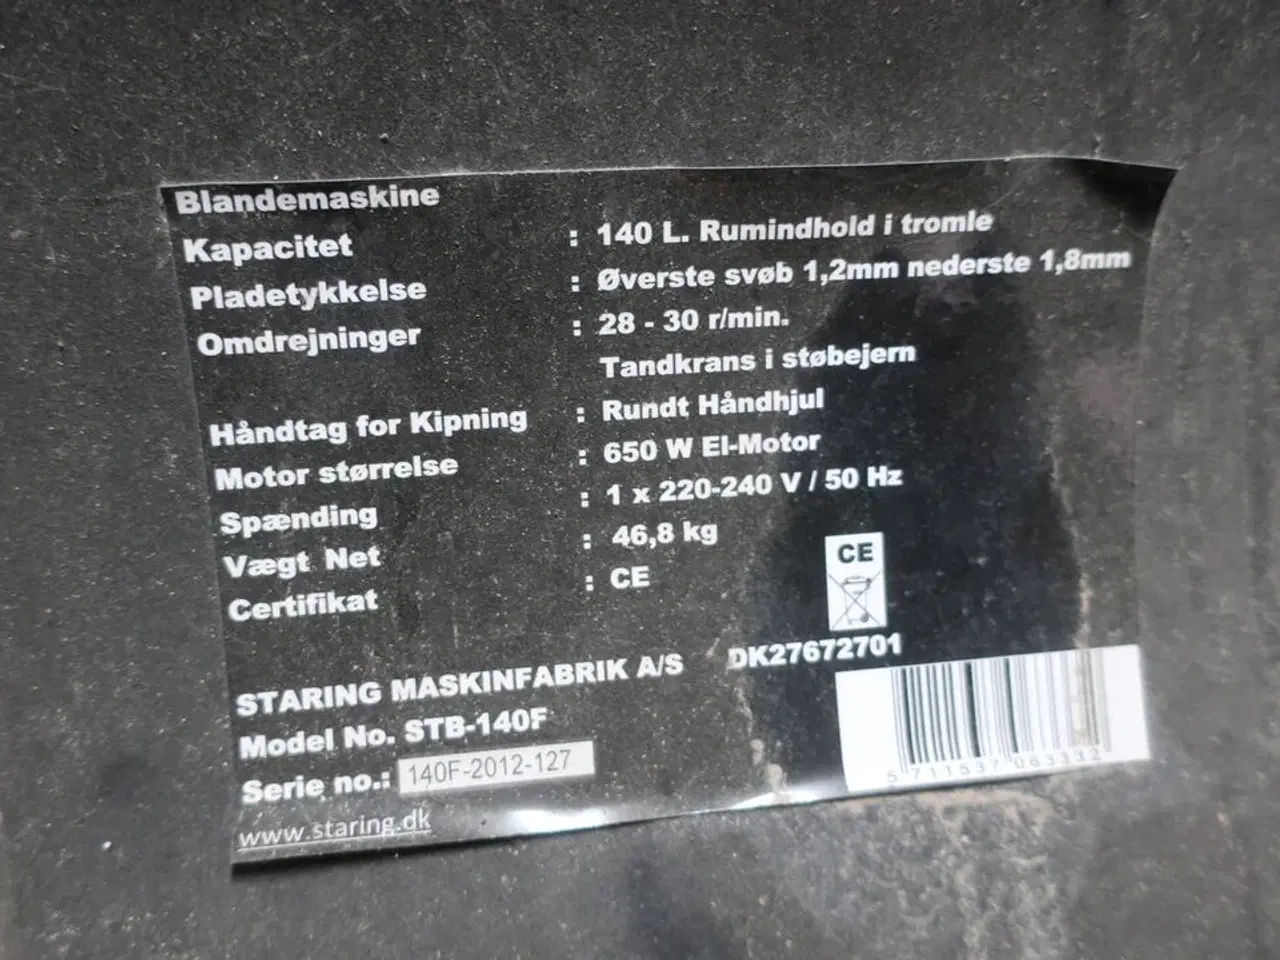 Blandemaskine
Kapacitet : 140 L. Rumindhold i tromle
Pladetykkelse : Øverste svøb 1,2mm nederste 1,8mm
Omdrejninger : 28 - 30 r/min.
Tandkrans i støbejern
Håndtag for Kipning : Rundt Håndhjul
Motor størrelse : 650 W El-Motor
Spænding : 1 x 220-240 V / 50 Hz
Vægt Net : 46,8 kg
Certifikat : CE
CE
STARING MASKINFABRIK A/S DK27672701
Model No. STB-140F
Serie no.: 140F-2012-127
5 711537 063332
www.staring.dk